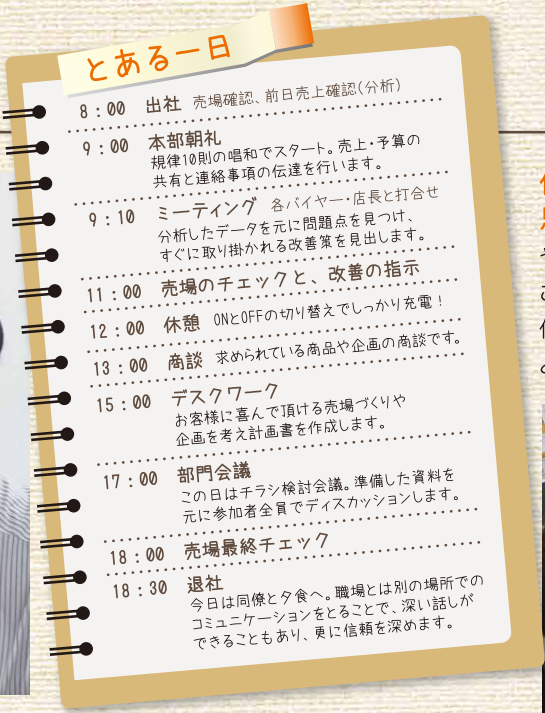 とある一日
8：00 出社 売場確認、前日売上確認(分析)
9：00 本部朝礼
規律10則の唱和でスタート。売上・予算の
共有と連絡事項の伝達を行います。
9：10 ミーティング 各バイヤー・店長と打合せ
分析したデータを元に問題点を見つけ、
すぐに取り掛かれる改善策を見出します。
11：00 売場のチェックと、改善の指示
12：00 休憩 ONとOFFの切り替えでしっかり充電！
13：00 商談 求められている商品や企画の商談です。
15：00 デスクワーク
お客様に喜んで頂ける売場づくりや
企画を考え計画書を作成します。
17：00 部門会議
この日はチラシ検討会議。準備した資料を
元に参加者全員でディスカッションします。
18：00 売場最終チェック
18：30 退社
今日は同僚と夕食へ。職場とは別の場所での
コミュニケーションをとることで、深い話しが
できることもあり、更に信頼を深めます。